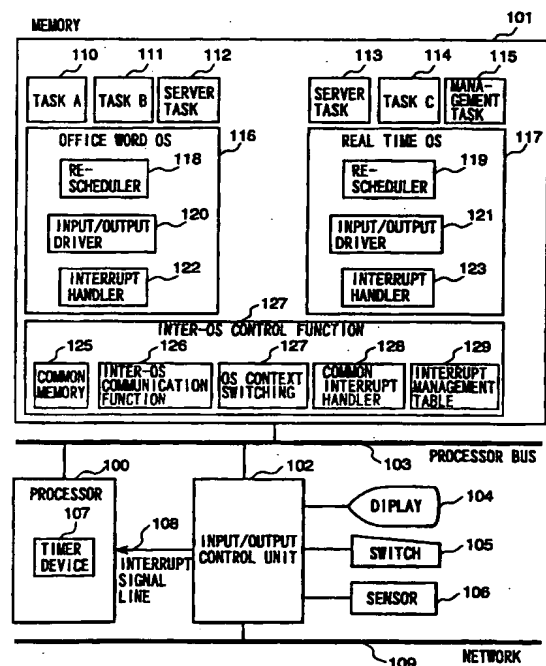 MEMORY
101
110
111
112
113
114
115
TASK A
TASK B
SERVER
TASK
SERVER
TASK
TASK C
MANA-
GEMENT
TASK
OFFICE WORD OS
116
REAL TIME OS
117
118
RE-
SCHEDULER
119
RE-
SCHEDULER
120
INPUT/OUTPUT
DRIVER
121
INPUT/OUTPUT
DRIVER
122
INTERRUPT
HANDLER
123
INTERRUPT
HANDLER
127
INTER-OS CONTROL FUNCTION
125
126
127
128
129
COMMON
MEMORY
INTER-OS
COMMUNICATION
FUNCTION
OS CONTEXT
SWITCHING
COMMON
INTERRUPT
HANDLER
INTERRUPT
MANAGEMENT
TABLE
103
PROCESSOR BUS
100
PROCESSOR
107
TIMER
DEVICE
108
INTERRUPT
SIGNAL
LINE
102
INPUT/OUTPUT
CONTROL UNIT
DIPLAY
104
SWITCH
105
SENSOR
106
109
NETWORK